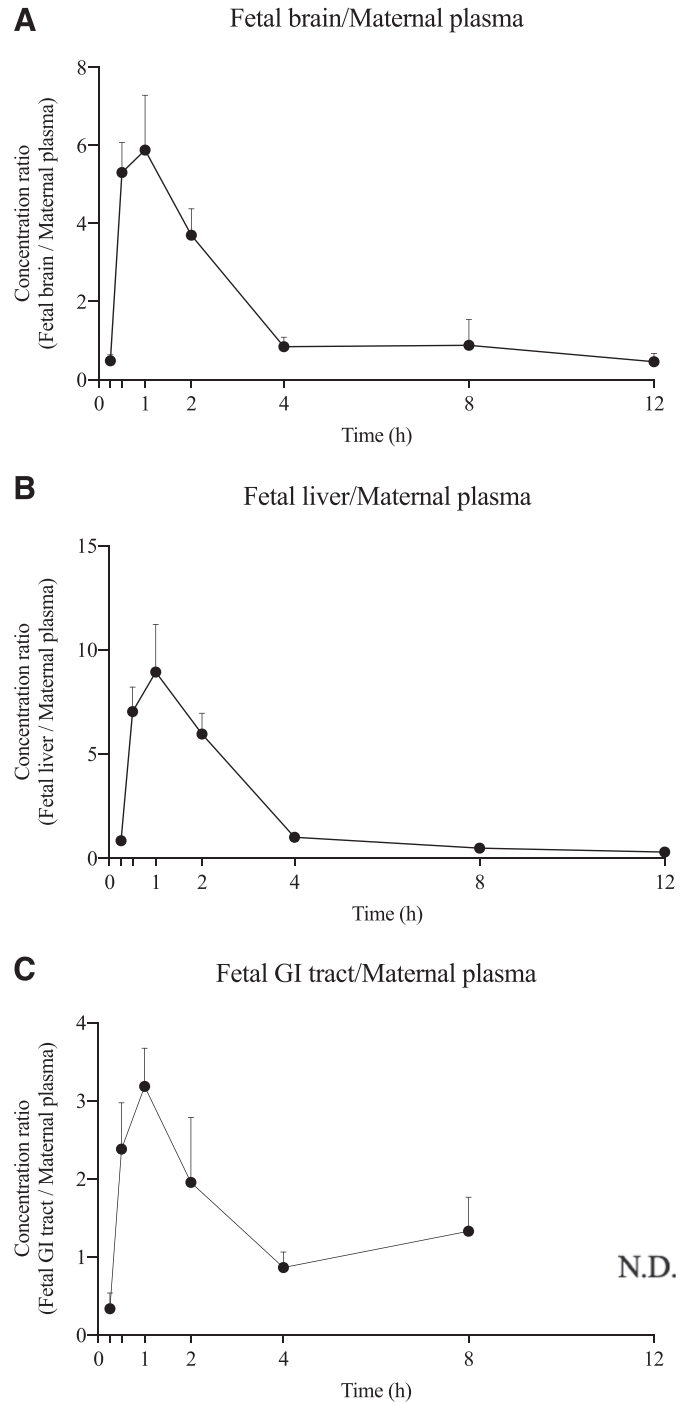 A
Fetal brain/Maternal plasma
Concentration ratio
(Fetal brain / Maternal plasma)
8
6
4
2
0
0 1 2 4 8 12
Time (h)
B
Fetal liver/Maternal plasma
Concentration ratio
(Fetal liver / Maternal plasma)
15
10
5
0
0 1 2 4 8 12
Time (h)
C
Fetal GI tract/Maternal plasma
Concentration ratio
(Fetal GI tract / Maternal plasma)
4
3
2
1
0
N.D.
0 1 2 4 8 12
Time (h)